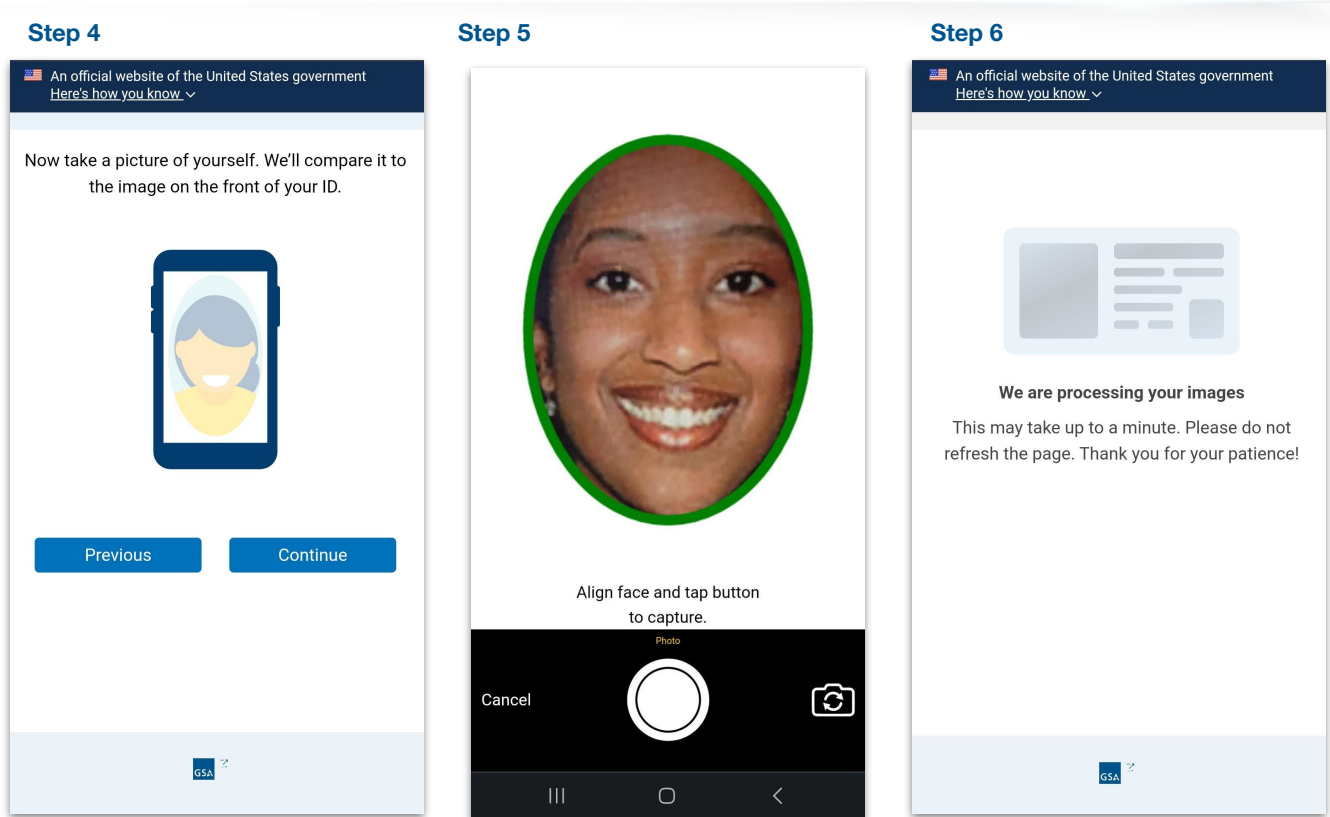 Step 4
An official website of the United States government
Here's how you know
Now take a picture of yourself. We'll compare it to
the image on the front of your ID.
Previous
Continue
GSA
Step 5
Align face and tap button
to capture.
Photo
Cancel
Step 6
An official website of the United States government
Here's how you know
We are processing your images
This may take up to a minute. Please do not
refresh the page. Thank you for your patience!
GSA